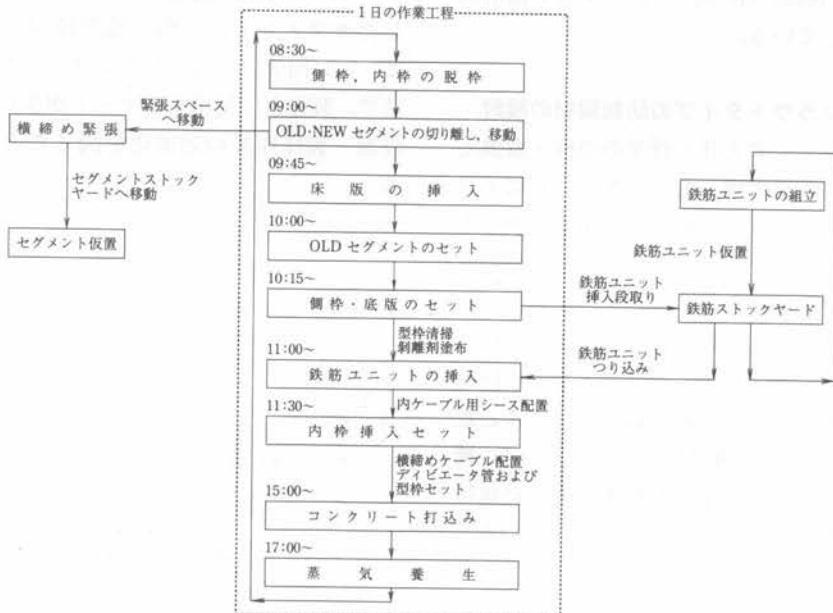 1日の作業工程
08:30~
側枠，内枠の脱枠
09:00~
OLD・NEW セグメントの切り離し，移動
緊張スペース
へ移動
横締め緊張
セグメントストック
ヤードへ移動
セグメント仮置
09:45~
床版の挿入
10:00~
OLD セグメントのセット
10:15~
側枠・底版のセット
型枠清掃
剝離剤塗布
11:00~
鉄筋ユニットの挿入
内ケーブル用シース配置
11:30~
内枠挿入セット
横締めケーブル配置
ディビエータ管および
型枠セット
15:00~
コンクリート打込み
17:00~
蒸気養生
鉄筋ユニットの組立
鉄筋ユニット仮置
鉄筋ユニット
挿入段取り
鉄筋ストックヤード
鉄筋ユニット
つり込み